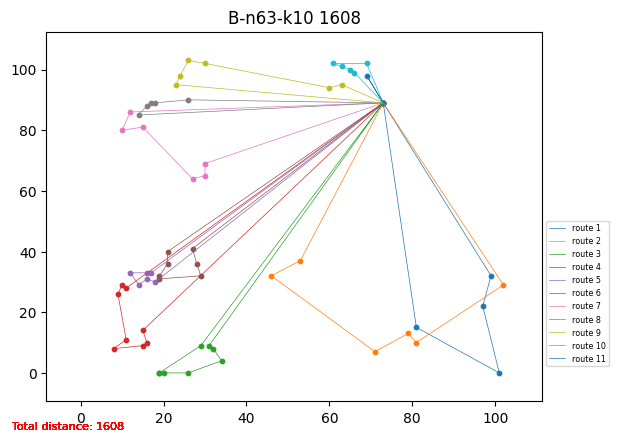 B-n63-k10 1608
100
80
60
40
20
0
0 20 40 60 80 100
route 1
route 2
route 3
route 4
route 5
route 6
route 7
route 8
route 9
route 10
route 11
Total distance: 1608